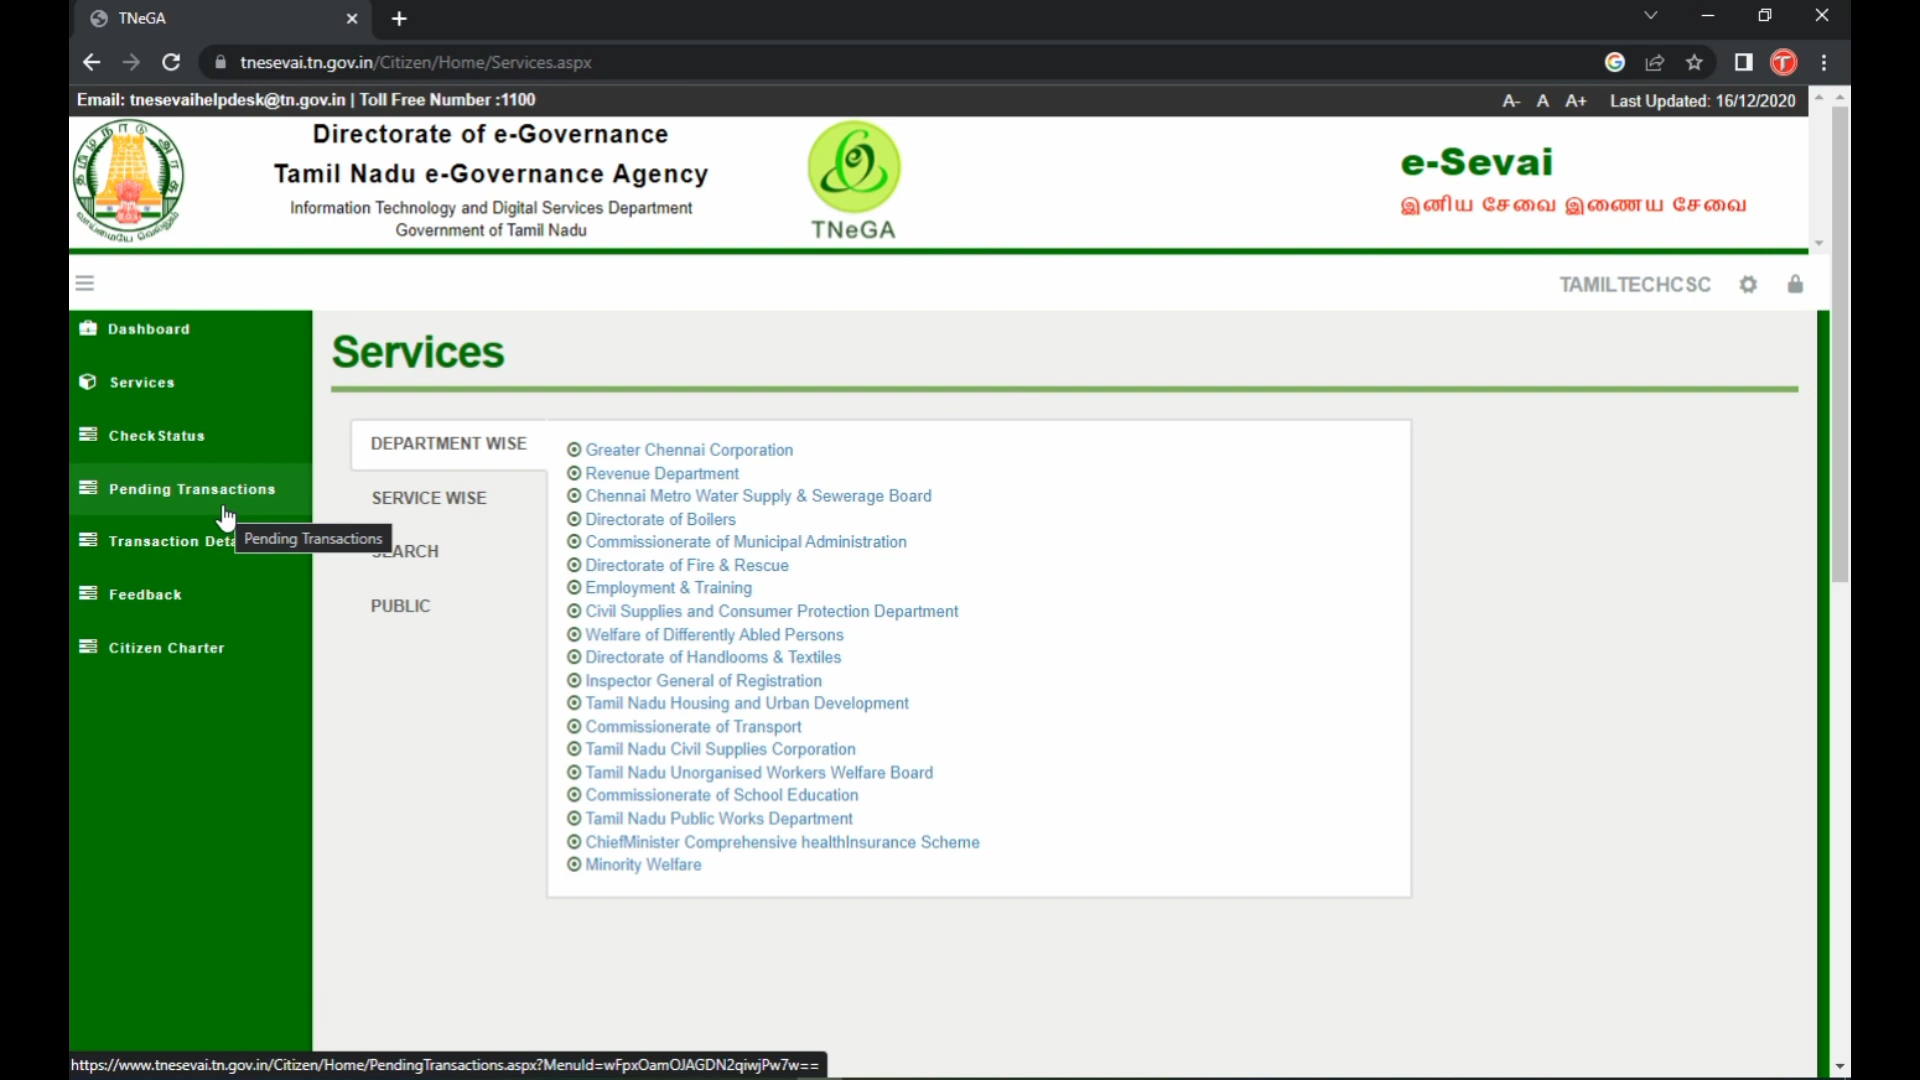 TNeGA
tnesevai.tn.gov.in/Citizen/Home/Services.aspx
Email: tnesevaihelpdesk@tn.gov.in | Toll Free Number :1100
A- A A+ Last Updated: 16/12/2020
Directorate of e-Governance
Tamil Nadu e-Governance Agency
Information Technology and Digital Services Department
Government of Tamil Nadu
TNeGA
e-Sevai
இனிய சேவை இணைய சேவை
TAMILTECHCSC
Dashboard
Services
CheckStatus
Pending Transactions
Transaction
Pending Transactions
Feedback
Citizen Charter
Services
DEPARTMENT WISE
SERVICE WISE
PUBLIC
Greater Chennai Corporation
Revenue Department
Chennai Metro Water Supply & Sewerage Board
Directorate of Boilers
Commissionerate of Municipal Administration
Directorate of Fire & Rescue
Employment & Training
Civil Supplies and Consumer Protection Department
Welfare of Differently Abled Persons
Directorate of Handlooms & Textiles
Inspector General of Registration
Tamil Nadu Housing and Urban Development
Commissionerate of Transport
Tamil Nadu Civil Supplies Corporation
Tamil Nadu Unorganised Workers Welfare Board
Commissionerate of School Education
Tamil Nadu Public Works Department
ChiefMinister Comprehensive healthInsurance Scheme
Minority Welfare
https://www.tnesevai.tn.gov.in/Citizen/Home/PendingTransactions.aspx?MenuId=wFpxOamOJAGDN2qiwjPw7w==